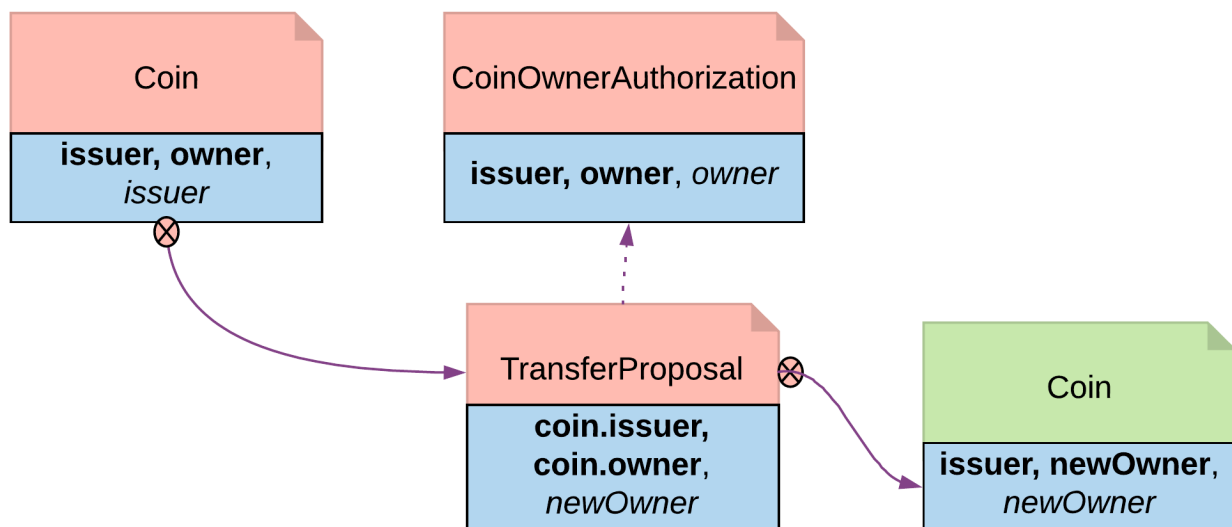 Coin
issuer, owner,
issuer
CoinOwnerAuthorization
issuer, owner, owner
TransferProposal
coin.issuer,
coin.owner,
newOwner
Coin
issuer, newOwner,
newOwner